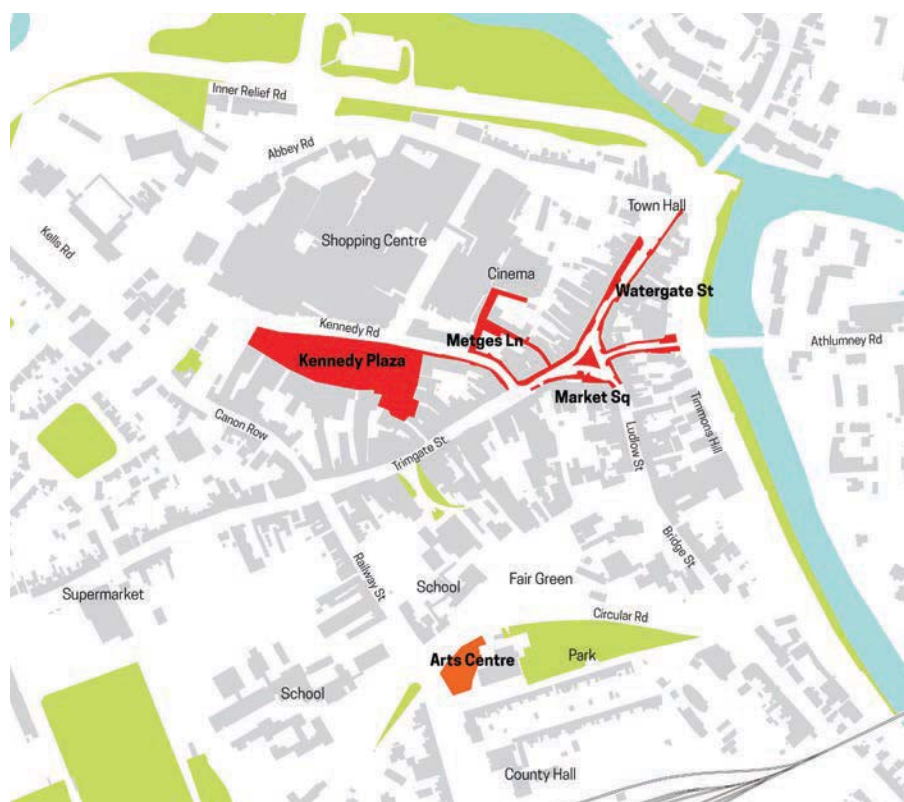 Inner Relief Rd
Abbey Rd
Kells Rd
Town Hall
Shopping Centre
Cinema
Watergate St
Kennedy Rd
Metges Ln
Athlumney Rd
Kennedy Plaza
Market Sq
Canon Row
Timmons Hill
Trimgate St
Ludlow St
Bridge St
Railway St
School
Fair Green
Supermarket
Circular Rd
Arts Centre
Park
School
County Hall